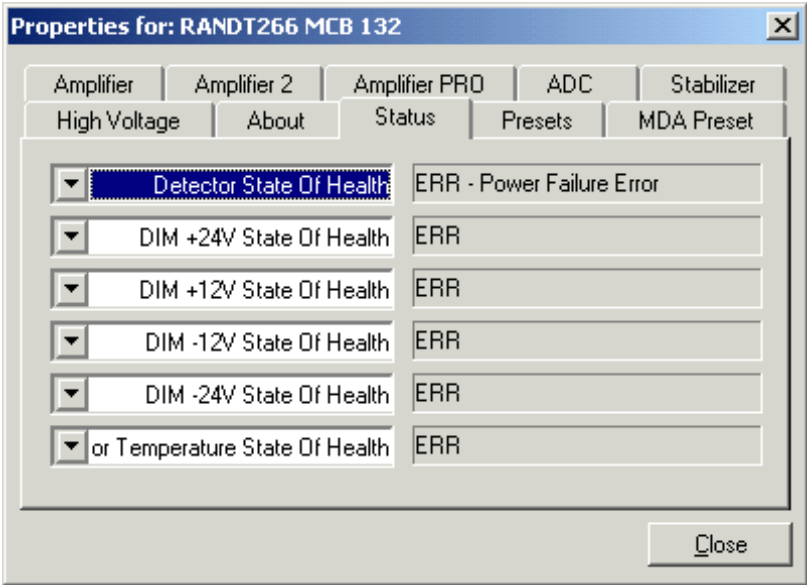 Properties for: RANDT266 MCB 132
Amplifier Amplifier 2 Amplifier PRO ADC Stabilizer
High Voltage About Status Presets MDA Preset
Detector State Of Health ERR - Power Failure Error
DIM +24V State Of Health ERR
DIM +12V State Of Health ERR
DIM -12V State Of Health ERR
DIM -24V State Of Health ERR
or Temperature State Of Health ERR
Close